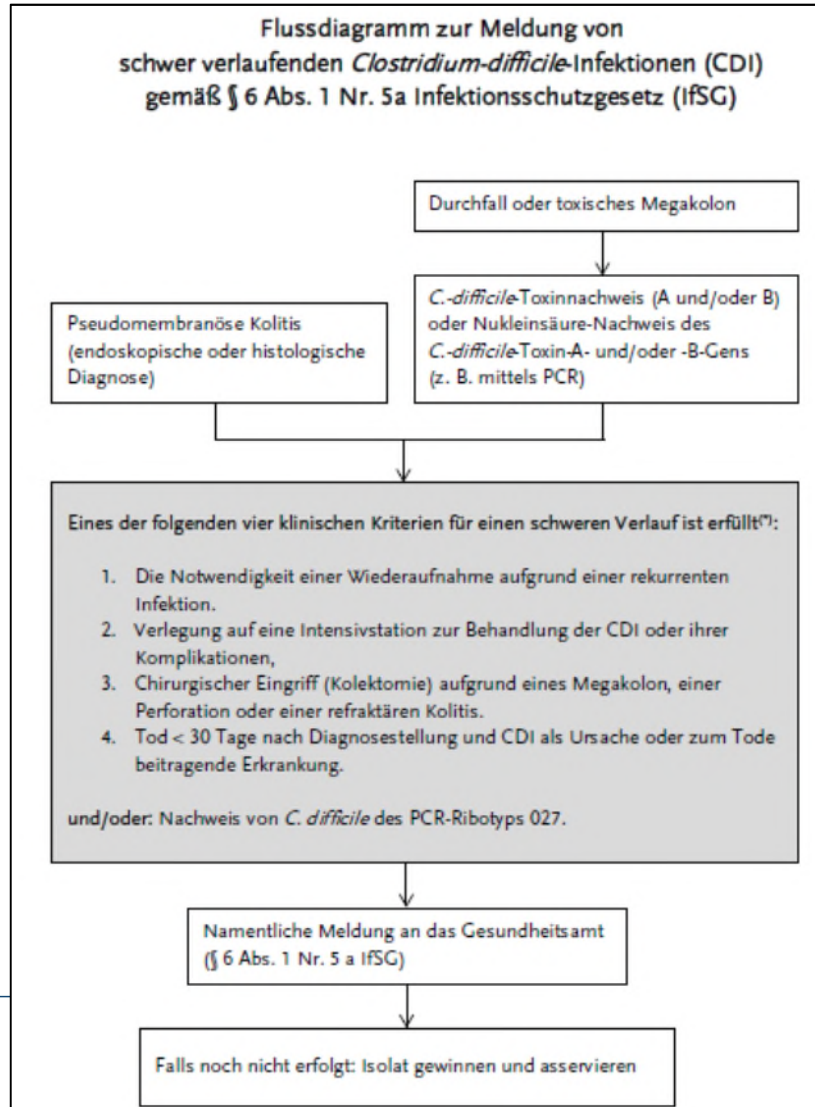 Flussdiagramm zur Meldung von
schwer verlaufenden Clostridium-difficile-Infektionen (CDI)
gemäß § 6 Abs. 1 Nr. 5a Infektionsschutzgesetz (IfSG)
Durchfall oder toxisches Megakolon
Pseudomembranöse Kolitis
(endoskopische oder histologische
Diagnose)
C.-difficile-Toxinnachweis (A und/oder B)
oder Nukleinsäure-Nachweis des
C.-difficile-Toxin-A- und/oder -B-Gens
(z. B. mittels PCR)
Eines der folgenden vier klinischen Kriterien für einen schweren Verlauf ist erfüllt(*):
1. Die Notwendigkeit einer Wiederaufnahme aufgrund einer rekurrenten
Infektion.
2. Verlegung auf eine Intensivstation zur Behandlung der CDI oder ihrer
Komplikationen,
3. Chirurgischer Eingriff (Kolektomie) aufgrund eines Megakolon, einer
Perforation oder einer refraktären Kolitis.
4. Tod < 30 Tage nach Diagnosestellung und CDI als Ursache oder zum Tode
beitragende Erkrankung.
und/oder: Nachweis von C. difficile des PCR-Ribotyps 027.
Namentliche Meldung an das Gesundheitsamt
(§ 6 Abs. 1 Nr. 5 a IfSG)
Falls noch nicht erfolgt: Isolat gewinnen und asservieren